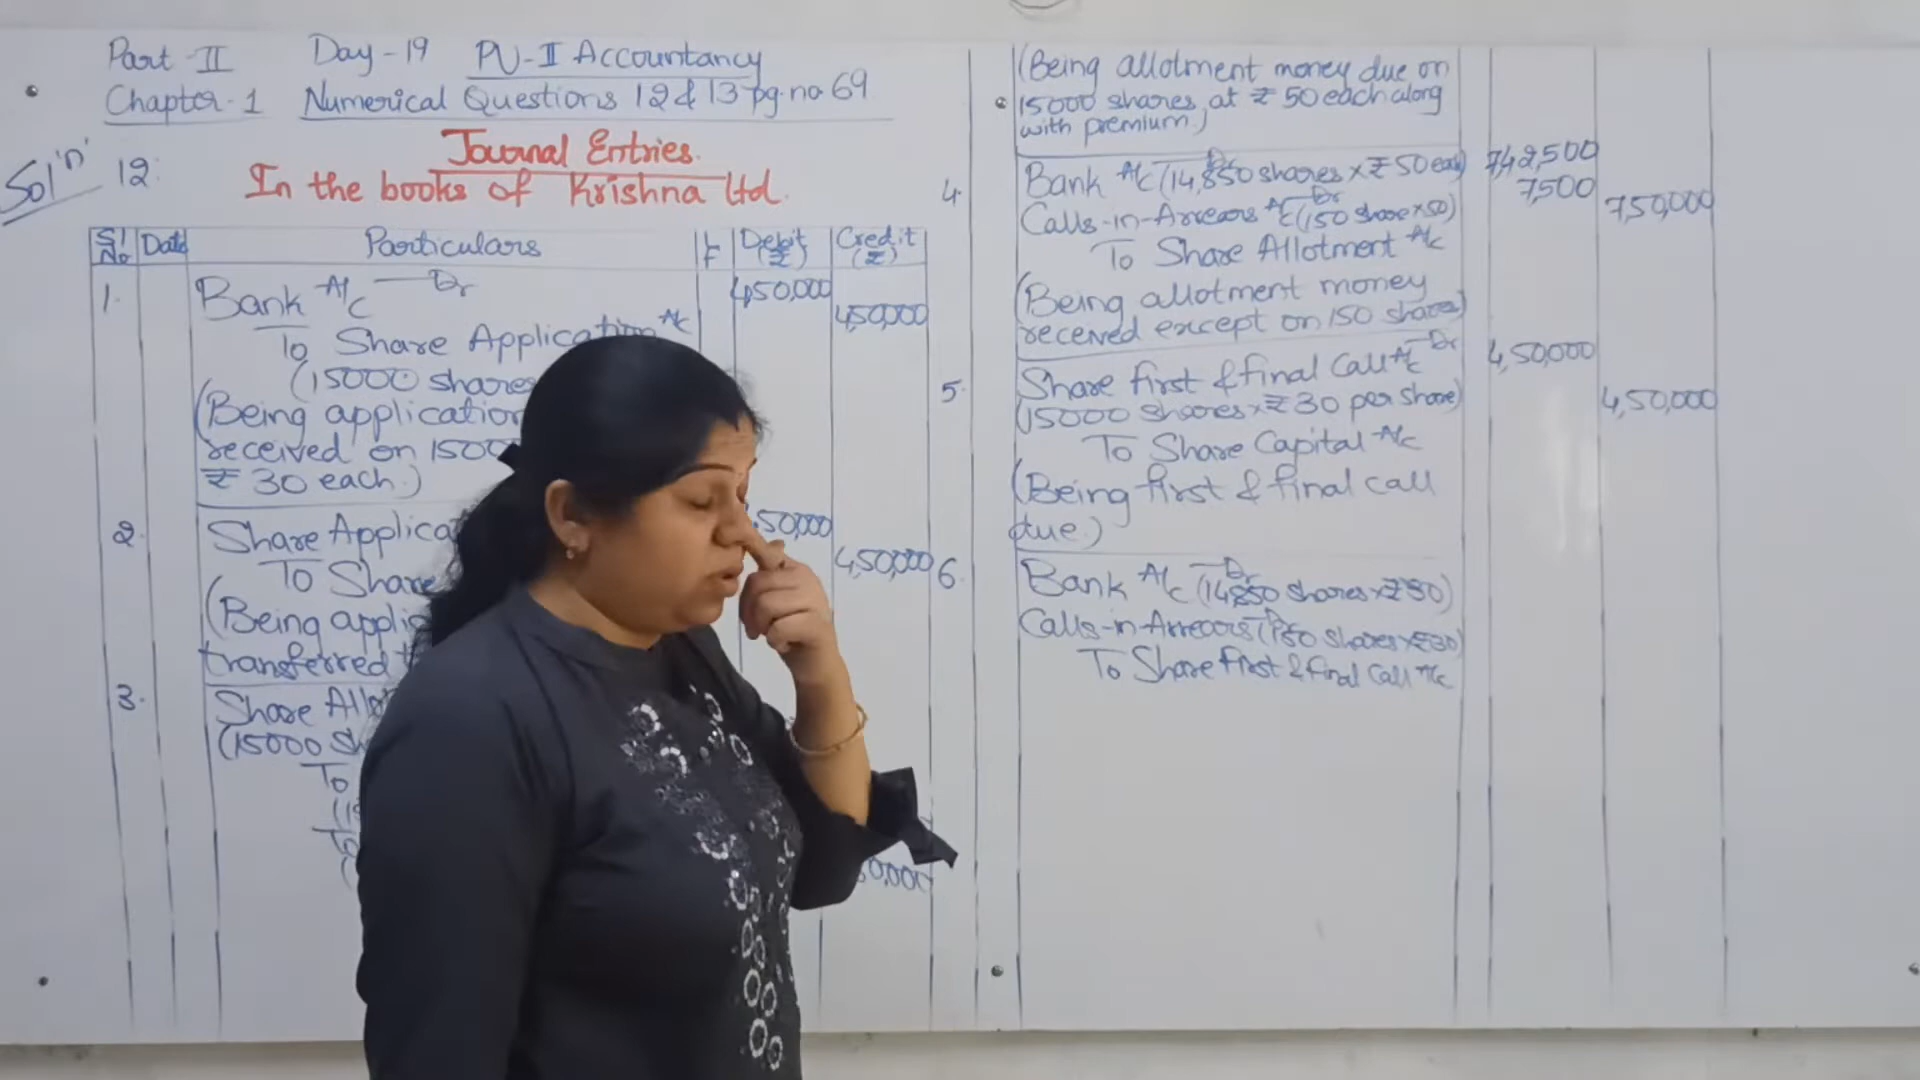 Part - II Day - 19 PU - II Accountancy
Chapter - 1 Numerical Questions 12 & 13 pg. no 69
Sol'n' 12. Journal Entries.
In the books of Krishna Ltd.
Sl No Date Particulars LF Debit (₹) Credit (₹)
1. Bank A/c Dr 4,50,000
To Share Application A/c 4,50,000
(15000 shares
(Being application
received on 1500
₹ 30 each.)
2. Share Applica 50,000
To Share 4,50,000
(Being appli
transferred t
3. Share Allot
(15000 sh
To
To
0,000
(Being allotment money due on
15000 shares, at ₹ 50 each along
with premium.)
4. Bank A/c (14,850 shares x ₹ 50 each) Dr 7,42,500
Calls-in-Arrears A/c (150 share x 50) Dr 7,500
To Share Allotment A/c 7,50,000
(Being allotment money
received except on 150 shares)
5. Share first & final Call A/c Dr 4,50,000
(15000 shares x ₹ 30 per share)
To Share Capital A/c 4,50,000
(Being first & final call
due.)
6. Bank A/c Dr (14,850 shares x ₹ 30)
Calls-in-Arrears Dr (150 shares x ₹ 30)
To Share first & final Call A/c